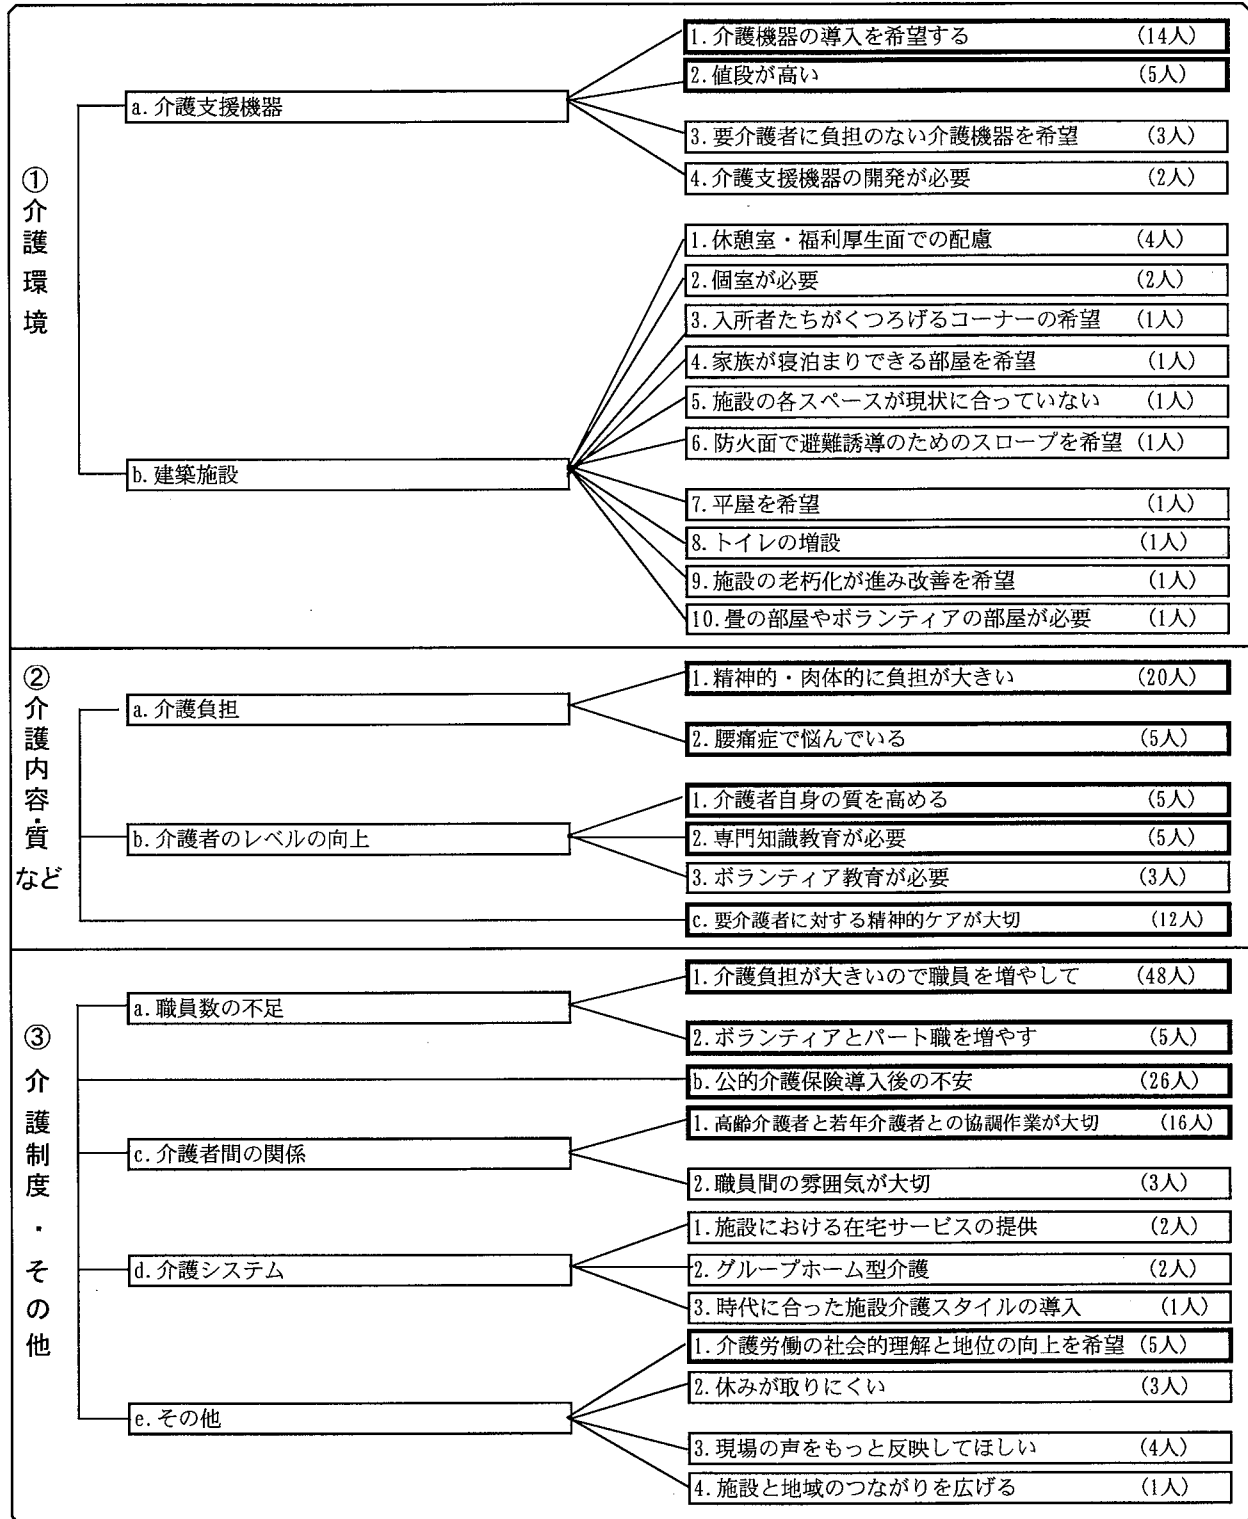 ①介護環境
a.介護支援機器
1.介護機器の導入を希望する (14人)
2.値段が高い (5人)
3.要介護者に負担のない介護機器を希望 (3人)
4.介護支援機器の開発が必要 (2人)
b.建築施設
1.休憩室・福利厚生面での配慮 (4人)
2.個室が必要 (2人)
3.入所者たちがくつろげるコーナーの希望 (1人)
4.家族が寝泊まりできる部屋を希望 (1人)
5.施設の各スペースが現状に合っていない (1人)
6.防火面で避難誘導のためのスロープを希望 (1人)
7.平屋を希望 (1人)
8.トイレの増設 (1人)
9.施設の老朽化が進み改善を希望 (1人)
10.畳の部屋やボランティアの部屋が必要 (1人)
②介護内容・質など
a.介護負担
1.精神的・肉体的に負担が大きい (20人)
2.腰痛症で悩んでいる (5人)
b.介護者のレベルの向上
1.介護者自身の質を高める (5人)
2.専門知識教育が必要 (5人)
3.ボランティア教育が必要 (3人)
c.要介護者に対する精神的ケアが大切 (12人)
③介護制度・その他
a.職員数の不足
1.介護負担が大きいので職員を増やして (48人)
2.ボランティアとパート職を増やす (5人)
b.公的介護保険導入後の不安 (26人)
c.介護者間の関係
1.高齢介護者と若年介護者との協調作業が大切 (16人)
2.職員間の雰囲気が大切 (3人)
d.介護システム
1.施設における在宅サービスの提供 (2人)
2.グループホーム型介護 (2人)
3.時代に合った施設介護スタイルの導入 (1人)
e.その他
1.介護労働の社会的理解と地位の向上を希望 (5人)
2.休みが取りにくい (3人)
3.現場の声をもっと反映してほしい (4人)
4.施設と地域のつながりを広げる (1人)